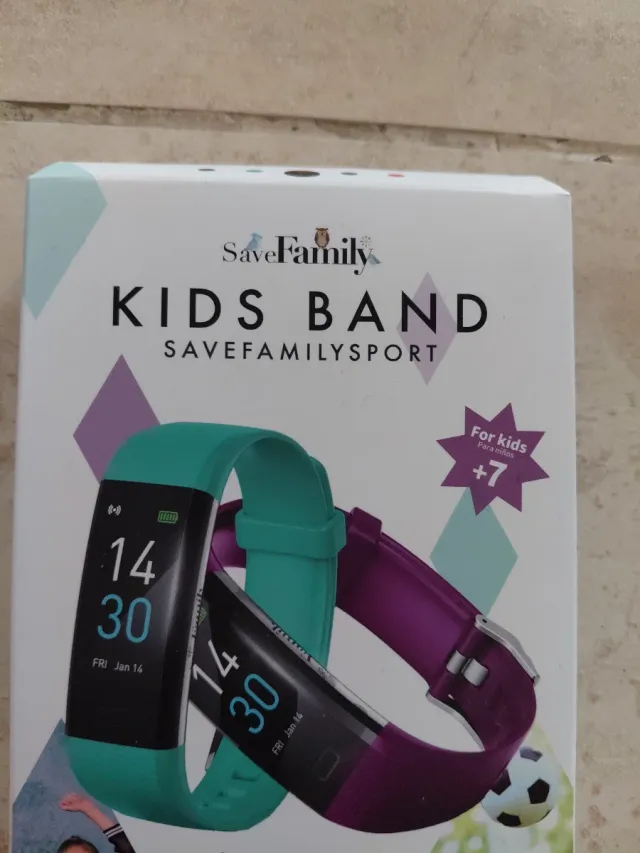 SaveFamily
KIDS BAND
SAVEFAMILYSPORT
For kids
Para niños
+7
14
30
FRI Jan 14
14
30
FRI Jan 14